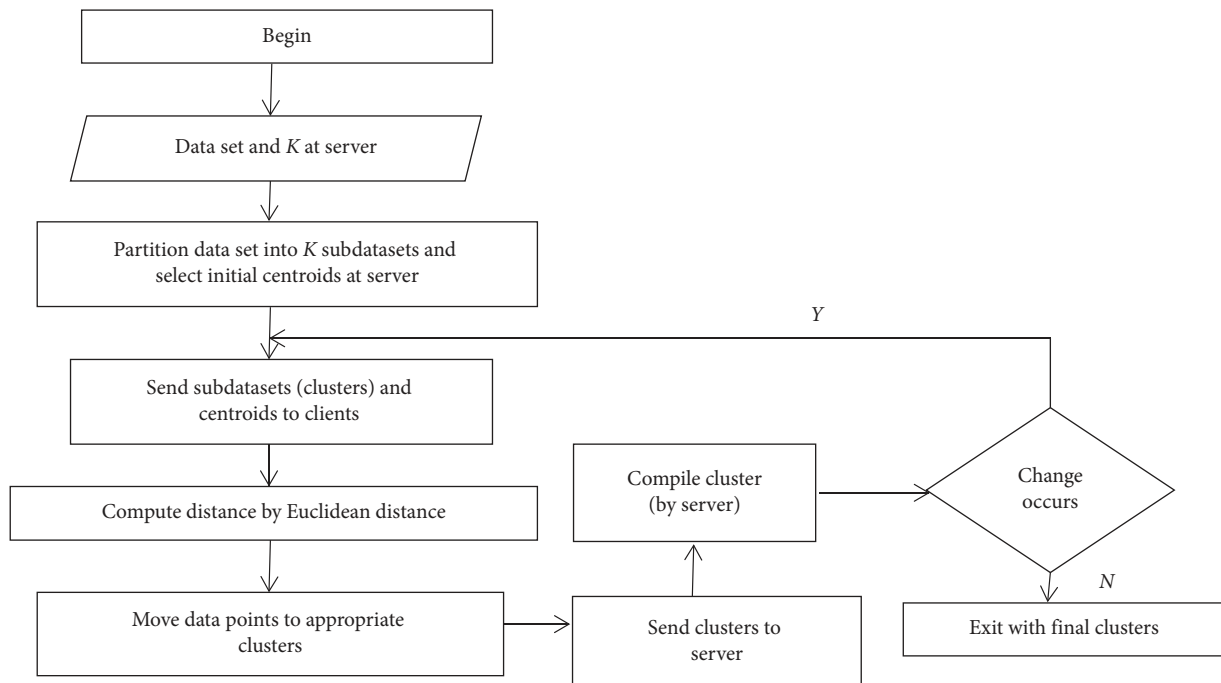 Begin
Data set and K at server
Partition data set into K subdatasets and
select initial centroids at server
Y
Send subdatasets (clusters) and
centroids to clients
Compute distance by Euclidean distance
Move data points to appropriate
clusters
Send clusters to
server
Compile cluster
(by server)
Change
occurs
N
Exit with final clusters